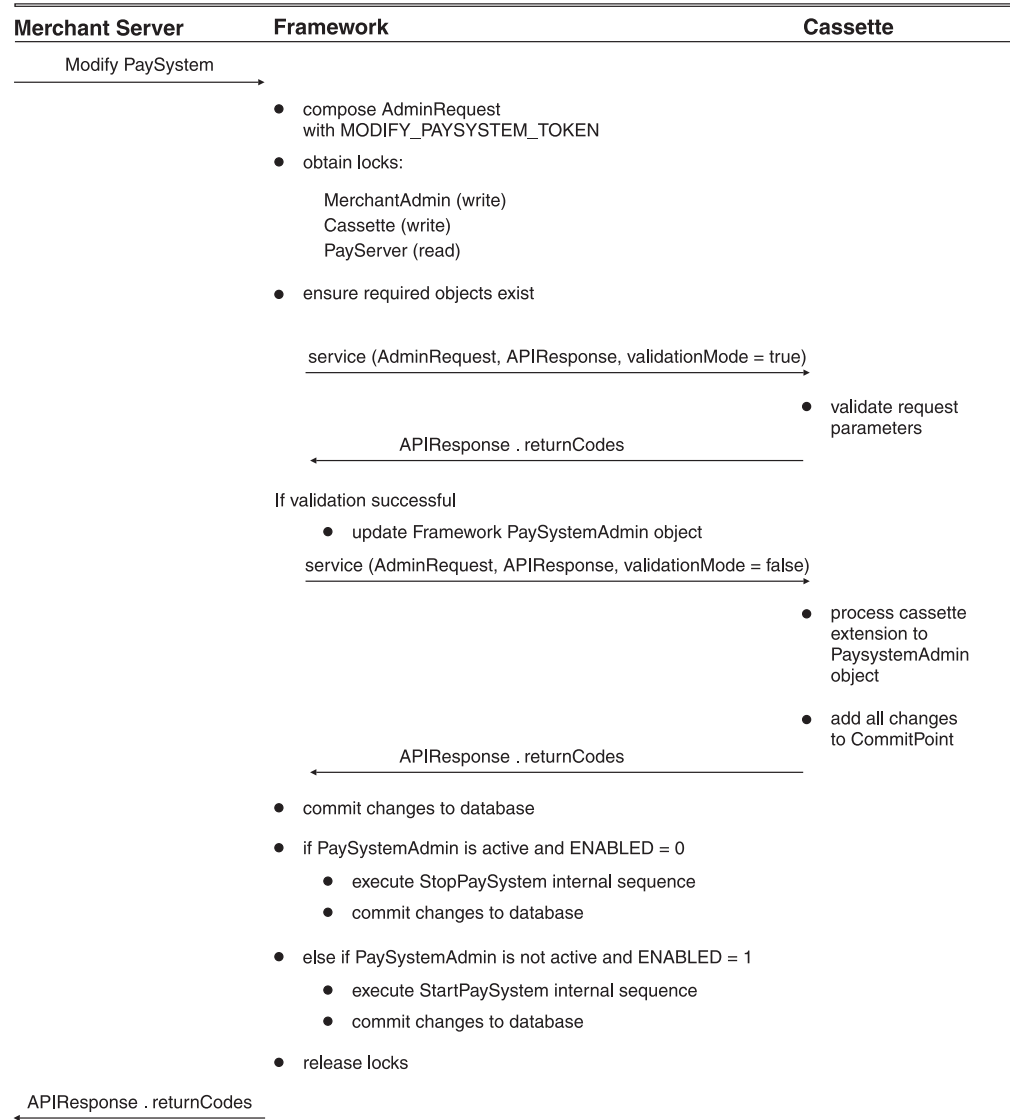 Merchant Server Framework Cassette
Modify PaySystem
● compose AdminRequest
with MODIFY_PAYSYSTEM_TOKEN
● obtain locks:
MerchantAdmin (write)
Cassette (write)
PayServer (read)
● ensure required objects exist
service (AdminRequest, APIResponse, validationMode = true)
● validate request
parameters
APIResponse . returnCodes
If validation successful
● update Framework PaySystemAdmin object
service (AdminRequest, APIResponse, validationMode = false)
● process cassette
extension to
PaysystemAdmin
object
● add all changes
to CommitPoint
APIResponse . returnCodes
● commit changes to database
● if PaySystemAdmin is active and ENABLED = 0
● execute StopPaySystem internal sequence
● commit changes to database
● else if PaySystemAdmin is not active and ENABLED = 1
● execute StartPaySystem internal sequence
● commit changes to database
● release locks
APIResponse . returnCodes